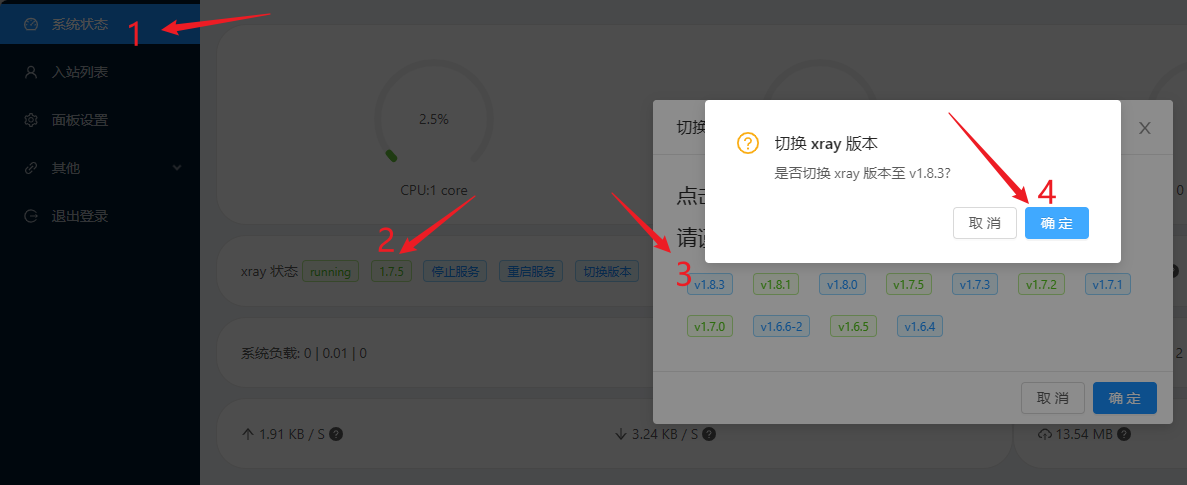 系统状态
1
入站列表
面板设置
其他
退出登录
2.5%
CPU:1 core
2
xray 状态 running 1.7.5 停止服务 重启服务 切换版本
系统负载: 0 | 0.01 | 0
1.91 KB / S
3.24 KB / S
13.54 MB
切换
点击
请
切换 xray 版本
是否切换 xray 版本至 v1.8.3?
取 消 确 定
4
3
v1.8.3 v1.8.1 v1.8.0 v1.7.5 v1.7.3 v1.7.2 v1.7.1
v1.7.0 v1.6.6-2 v1.6.5 v1.6.4
取 消 确 定
0
2